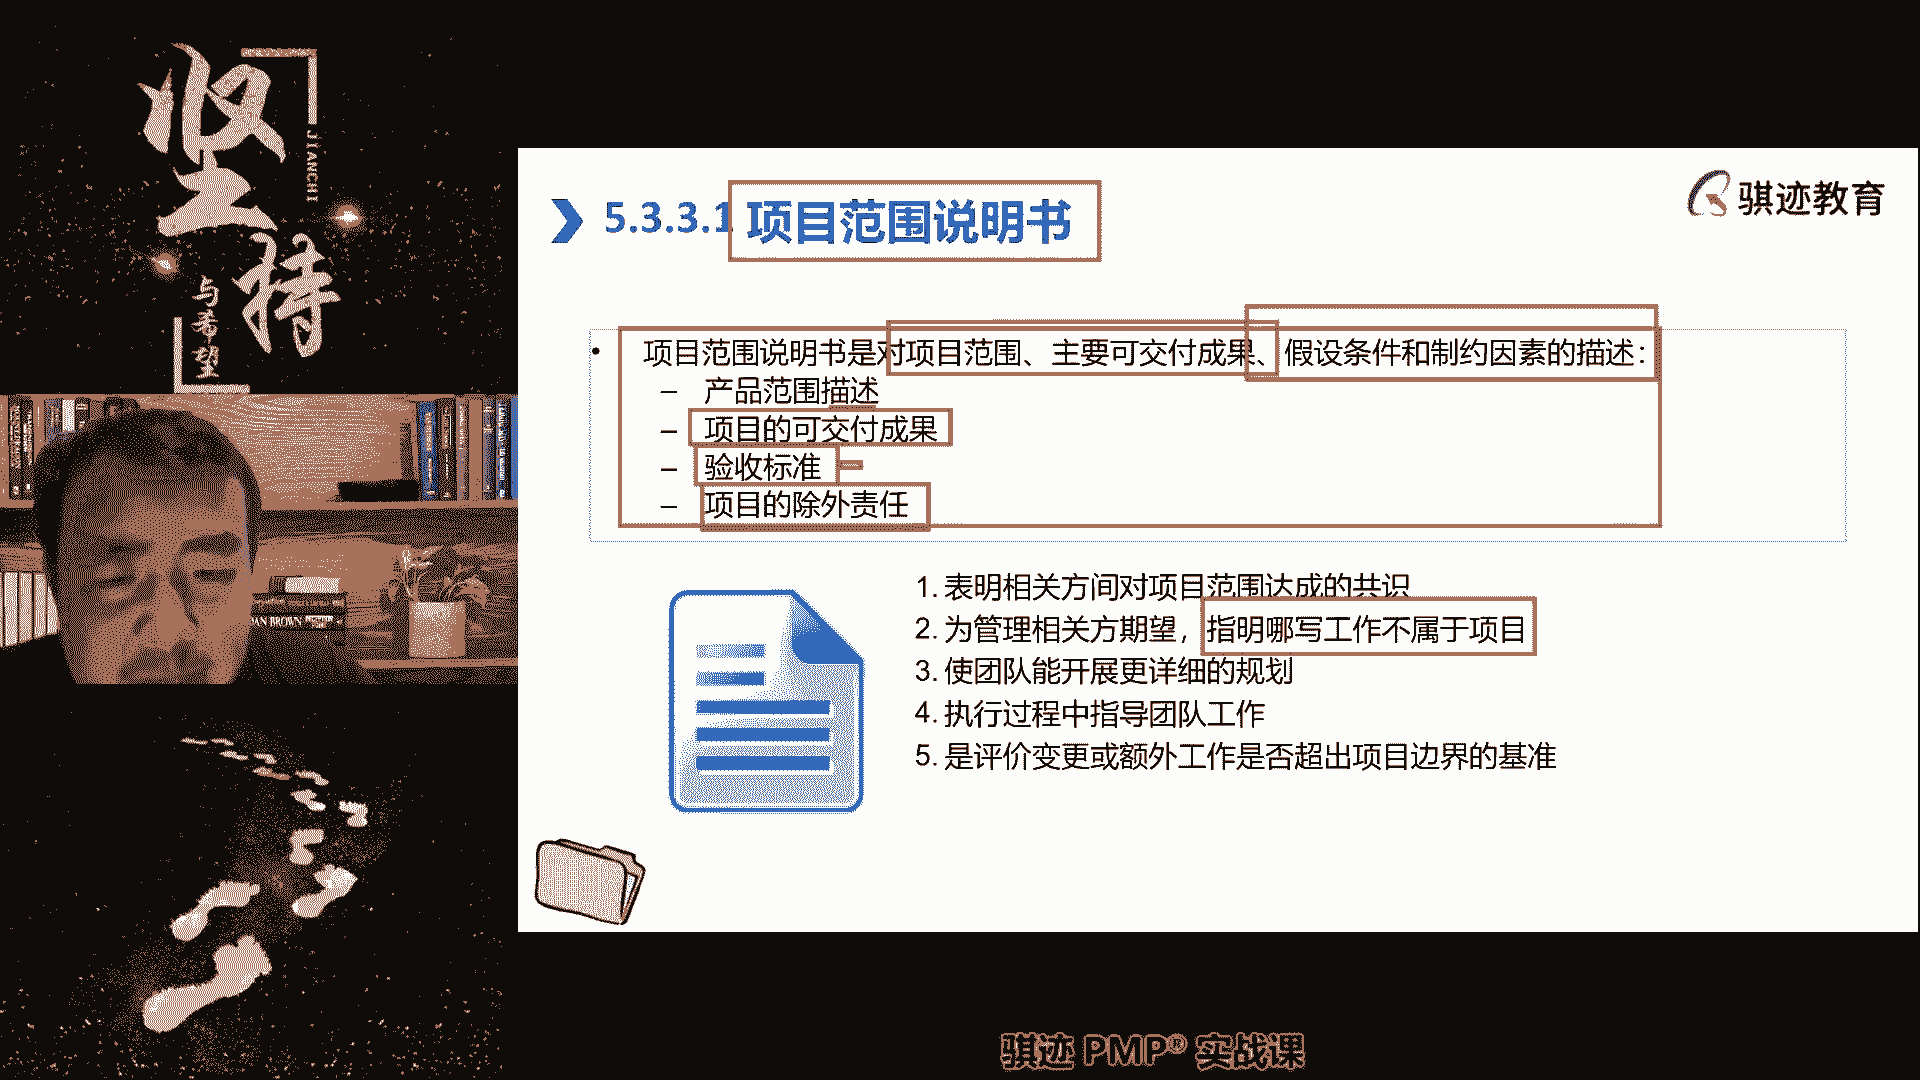 坚持
JIANCHI
与希望
5.3.3.1 项目范围说明书
骐迹教育
• 项目范围说明书是对项目范围、主要可交付成果、假设条件和制约因素的描述：
– 产品范围描述
– 项目的可交付成果
– 验收标准
– 项目的除外责任
1. 表明相关方间对项目范围达成的共识
2. 为管理相关方期望，指明哪写工作不属于项目
3. 使团队能开展更详细的规划
4. 执行过程中指导团队工作
5. 是评价变更或额外工作是否超出项目边界的基准
DAN BROWN
骐迹 PMP® 实战课